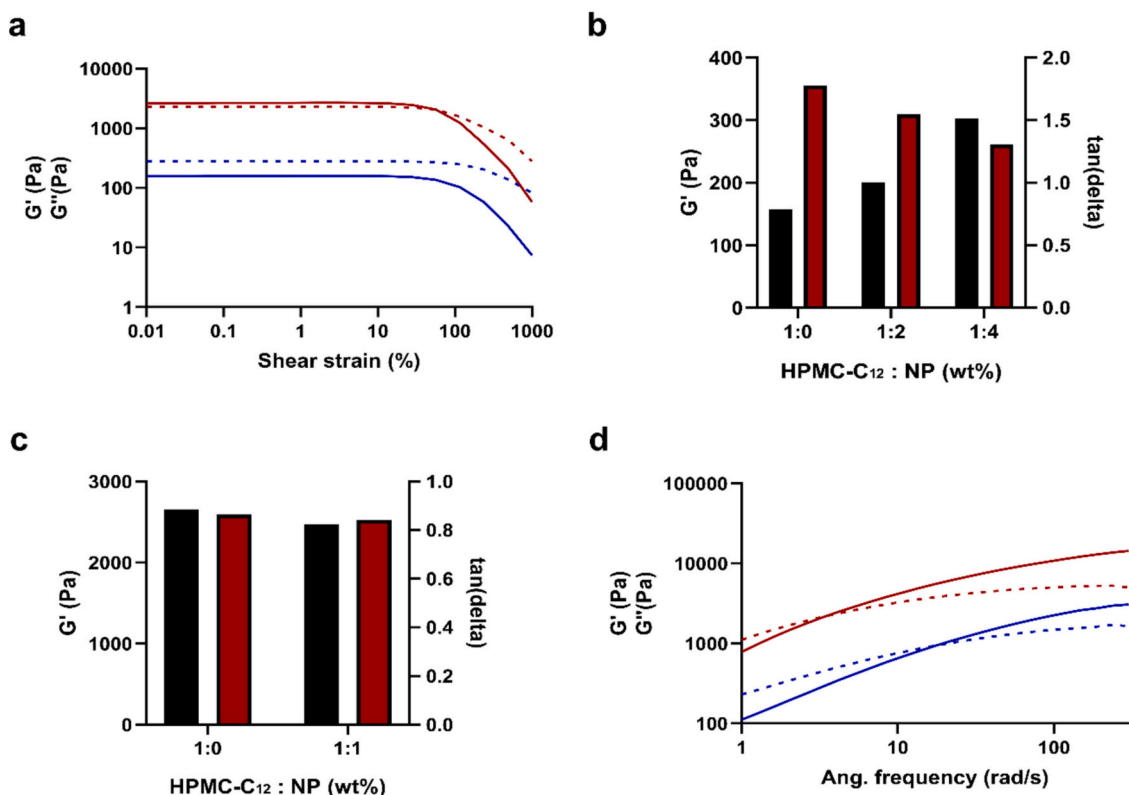 a
10000
1000
100
10
1
G' (Pa)
G''(Pa)
0.01 0.1 1 10 100 1000
Shear strain (%)
b
400
300
200
100
0
G' (Pa)
2.0
1.5
1.0
0.5
0.0
tan(delta)
1:0 1:2 1:4
HPMC-C₁₂ : NP (wt%)
c
3000
2000
1000
0
G' (Pa)
1.0
0.8
0.6
0.4
0.2
0.0
tan(delta)
1:0 1:1
HPMC-C₁₂ : NP (wt%)
d
100000
10000
1000
100
G' (Pa)
G''(Pa)
1 10 100
Ang. frequency (rad/s)